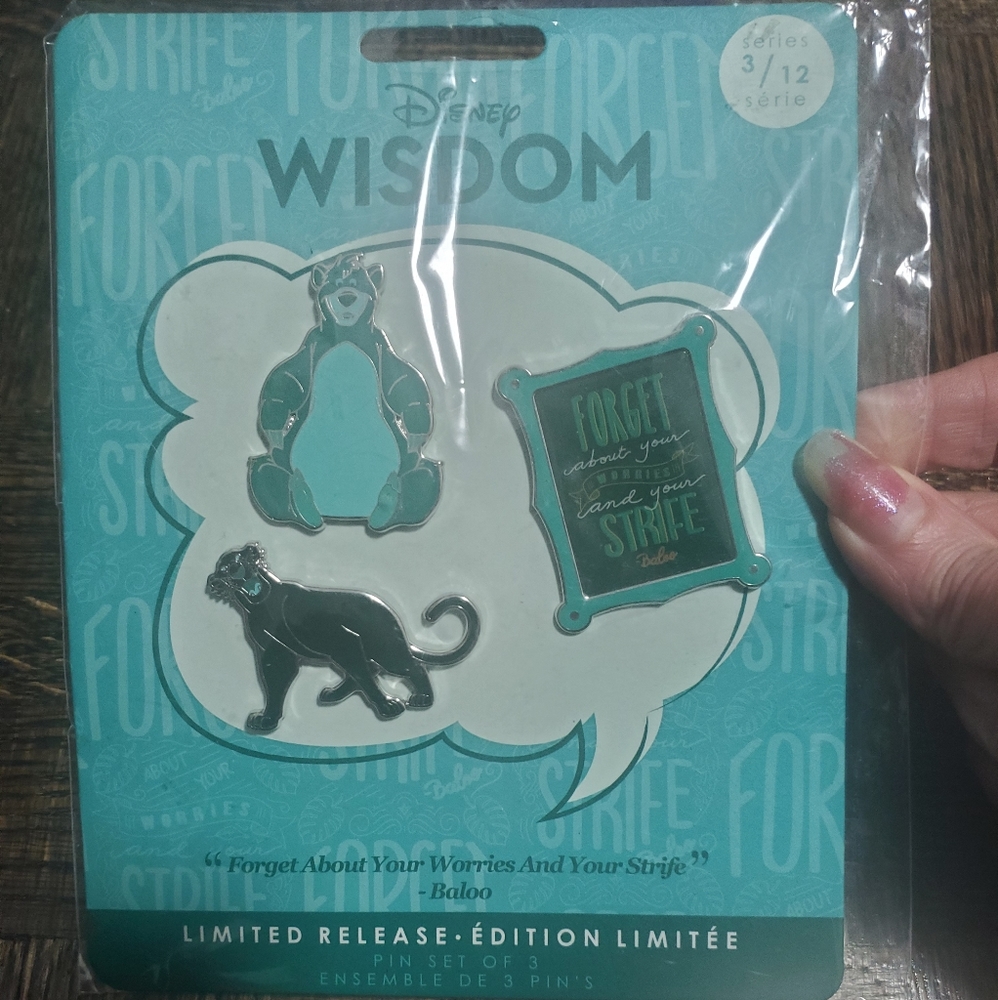 series
3/12
série
Disney
WISDOM
FORGET
about your
WORRIES
and your
STRIFE
Baloo
“Forget About Your Worries And Your Strife”
- Baloo
LIMITED RELEASE • ÉDITION LIMITÉE
PIN SET OF 3
ENSEMBLE DE 3 PIN'S